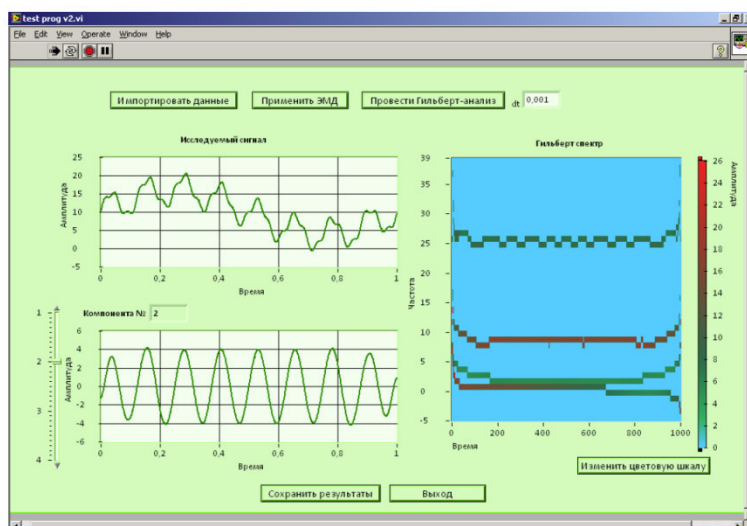 test prog v2.vi
File Edit View Operate Window Help
Импортировать данные Применить ЭМД Провести Гильберт-анализ dt 0,001
Исследуемый сигнал
25
20
15
10
5
0
-5
Амплитуда
0 0,2 0,4 0,6 0,8 1
Время
1
2
3
4
Компонента № 2
6
4
2
0
-2
-4
-6
Амплитуда
0 0,2 0,4 0,6 0,8 1
Время
Гильберт спектр
39
35
30
25
20
15
10
5
0
-5
Частота
0 200 400 600 800 1000
Время
26
24
22
20
18
16
14
12
10
8
6
4
2
0
Амплитуда
Изменить цветовую шкалу
Сохранить результаты Выход